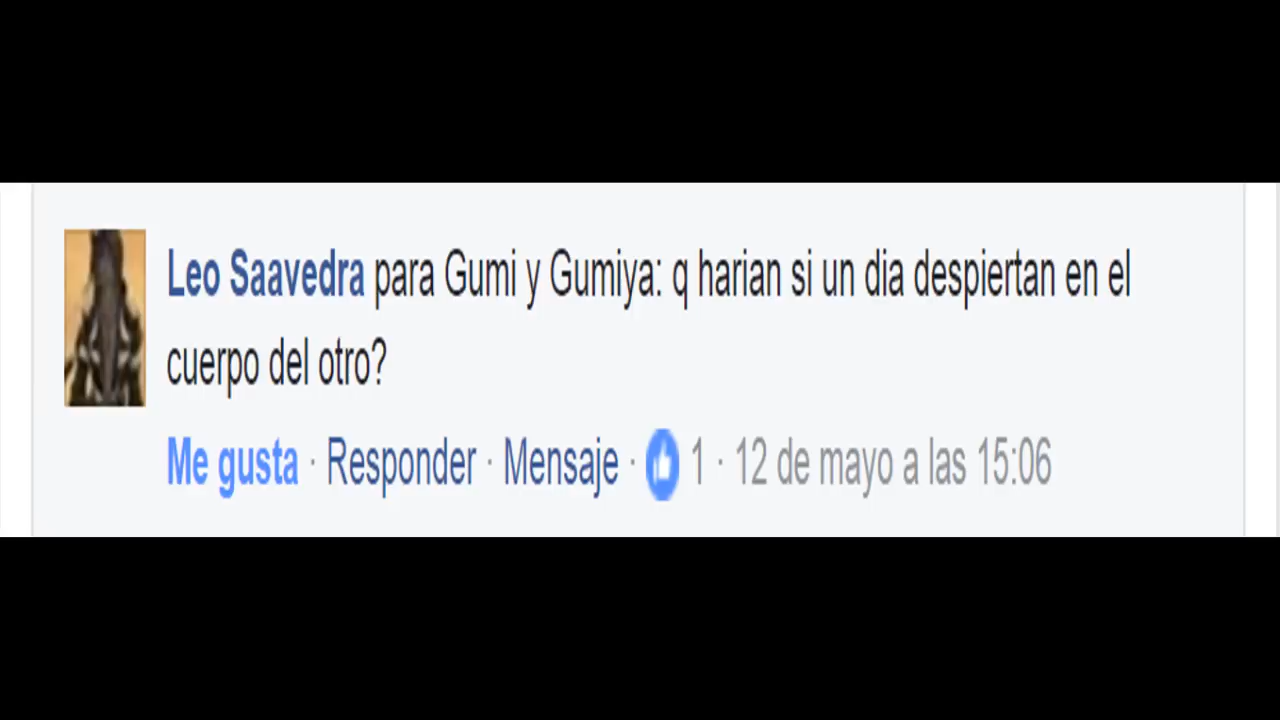 Leo Saavedra para Gumi y Gumiya: q harian si un dia despiertan en el
cuerpo del otro?
Me gusta · Responder · Mensaje · 1 · 12 de mayo a las 15:06